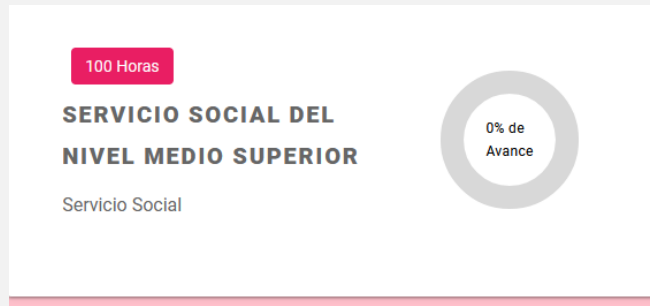 100 Horas
SERVICIO SOCIAL DEL
NIVEL MEDIO SUPERIOR
Servicio Social
0% de
Avance